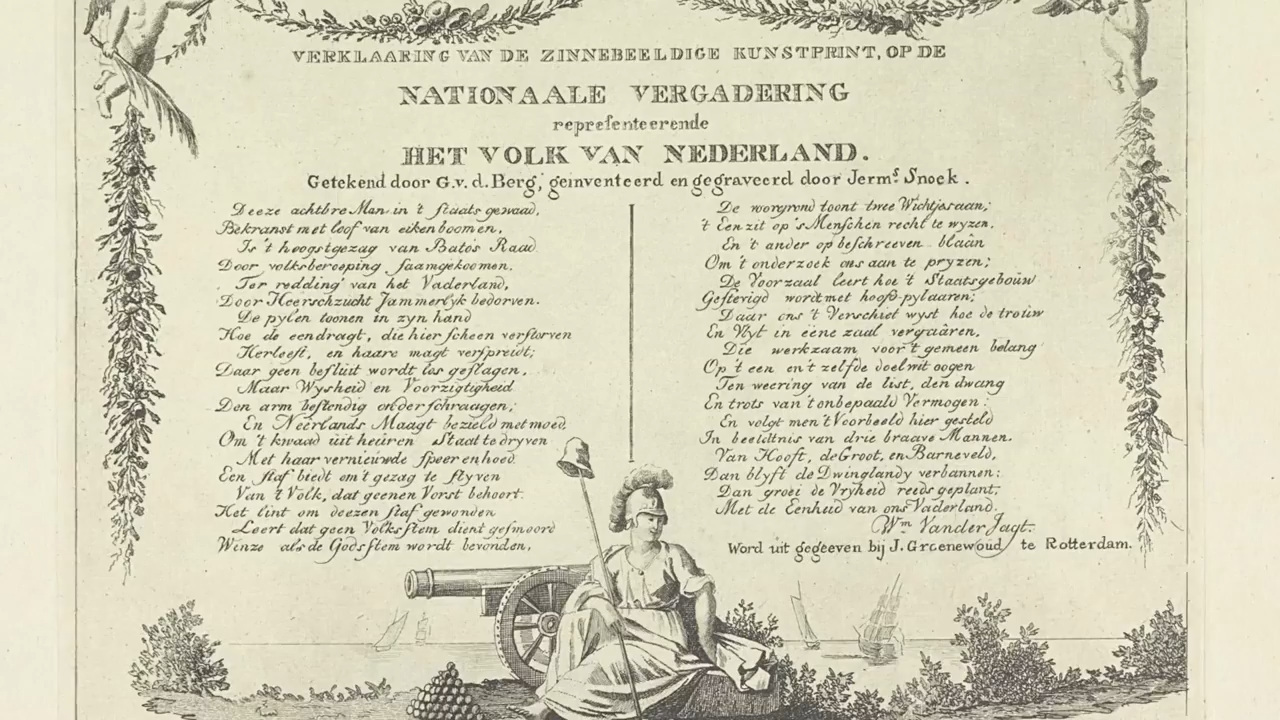 VERKLAARING VAN DE ZINNEBEELDIGE KUNSTPRINT, OP DE
NATIONAALE VERGADERING
repreſenteerende
HET VOLK VAN NEDERLAND.
Getekend door G. v. d. Berg, geinventeerd en gegraveerd door Jermˢ. Snoek.
Deeze achtbre Man in 't ſtaats gewaad,
Bekranst met loof van eikenboomen,
Is 't hoogstgezag van Bato's Raad
Door volksberoeping ſaamgekoomen.
Ter redding van het Vaderland,
Door Heerschzucht Jammerlyk bedorven.
De pylen toonen in zyn hand
Hoe de eendragt, die hier ſcheen verſtorven
Herleeft, en haare magt verſpreidt;
Daar geen beſluit wordt los geſlagen,
Maar Wysheid en Voorzigtigheid
Den arm beſtendig onderſchraagen;
En Neêrlands Maagt bezield met moed,
Om 't kwaad uit heuren Staat te dryven
Met haar vernieuwde ſpeer en hoed
Een ſtaf biedt om 't gezag te ſtyven
Van 't Volk, dat geenen Vorst behoort.
Het lint om deezen ſtaf gewonden
Leert dat geen Volksſtem dient geſmoord
Winze als de Godsſtem wordt bevonden.
De voorgrond toont twee Wichtjes aan;
't Een zit op 's Menſchen recht te wyzen,
En 't ander op beſchreeven blaân
Om 't onderzoek ons aan te pryzen;
De Voorzaal leert hoe 't Staatsgebouw
Geſtevigd wordt met hoofd-pylaaren;
Daar ons 't Verschiet wyst hoe de trouw
En Vlyt in eene zaal vergaâren,
Die werkzaam voor 't gemeen belang
Op 't een en 't zelfde doelwit oogen
Ten weering van de list, den dwang
En trots van 't onbepaald Vermogen:
En volgt men 't Voorbeeld hier geſteld
In beeldtnis van drie braave Mannen.
Van Hooft, de Groot, en Barneveld,
Dan blyft de Dwinglandy verbannen:
Dan groei de Vryheid reids geplant,
Met de Eenheid van ons Vaderland.
Wm. Vander Jagt.
Word uit gegeeven bij J. Groenewoud te Rotterdam.